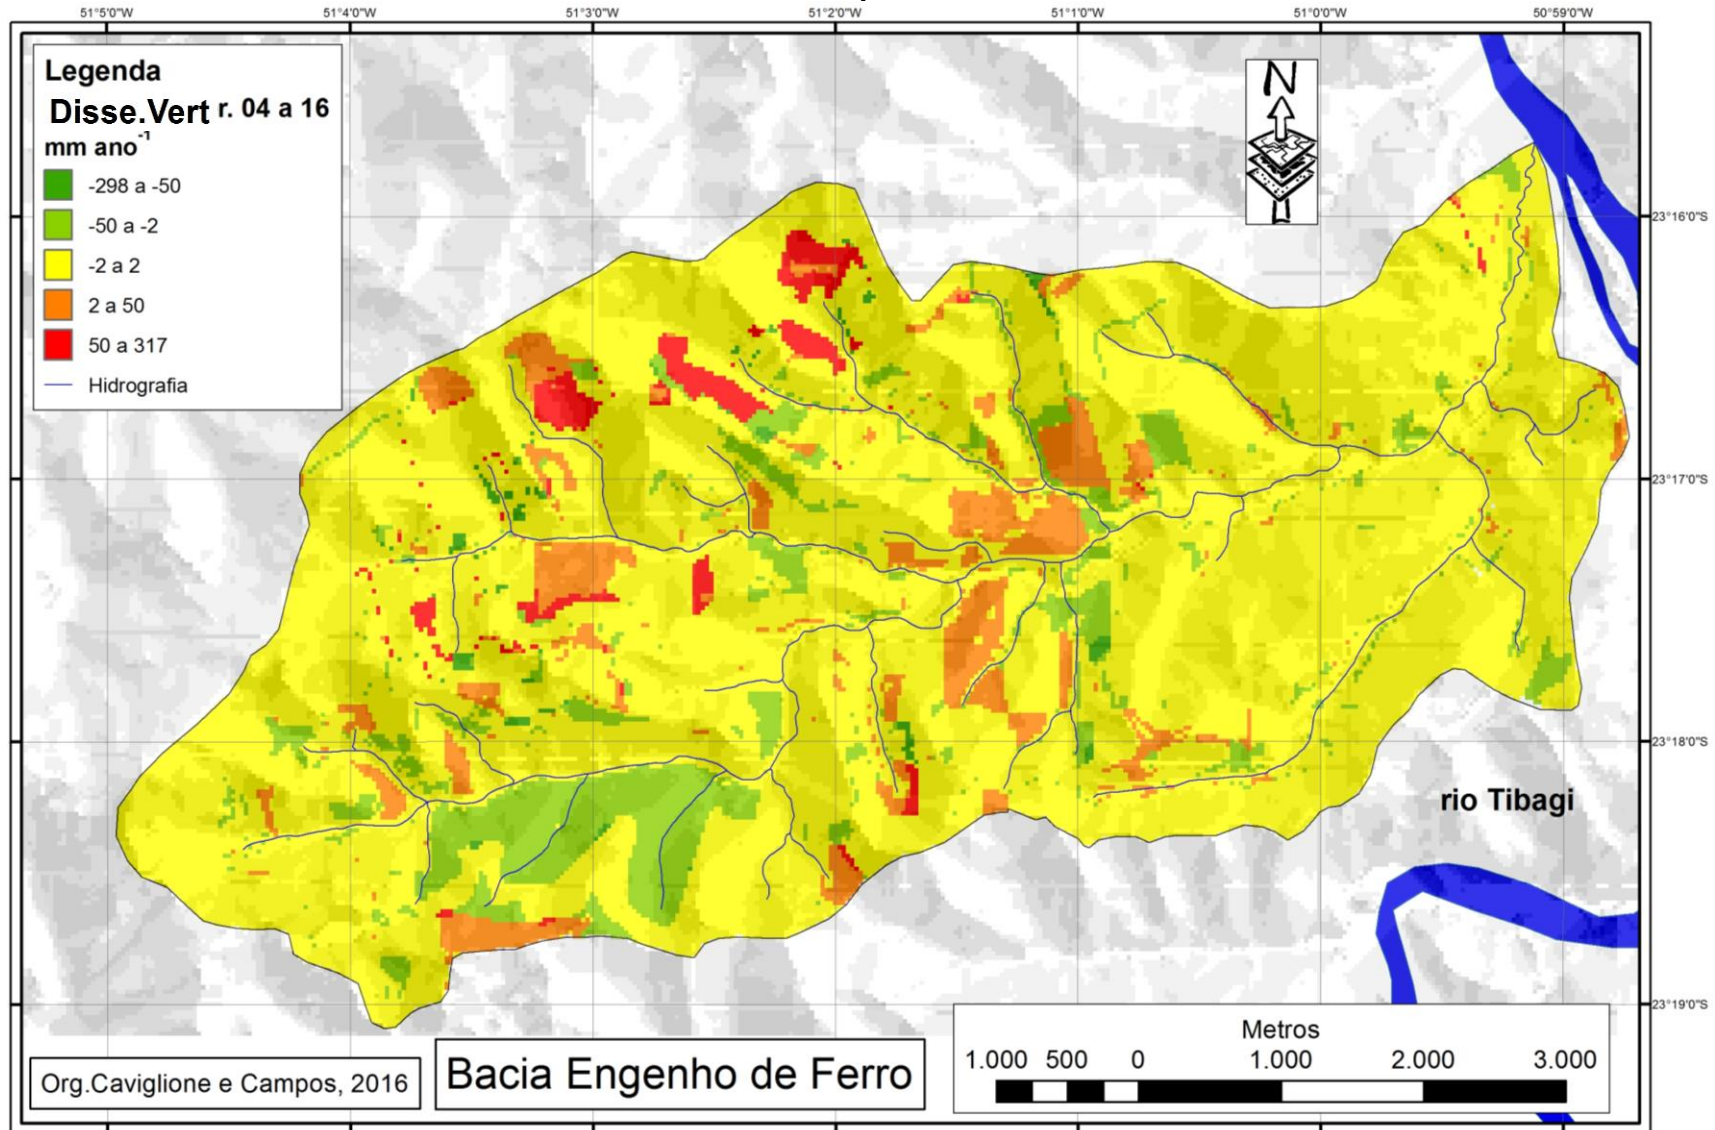 51°5'0"W 51°4'0"W 51°3'0"W 51°2'0"W 51°1'0"W 51°0'0"W 50°59'0"W
Legenda
Disse.Vert r. 04 a 16
mm ano⁻¹
-298 a -50
-50 a -2
-2 a 2
2 a 50
50 a 317
Hidrografia
N
23°16'0"S
23°17'0"S
23°18'0"S
rio Tibagi
23°19'0"S
Metros
1.000 500 0 1.000 2.000 3.000
Org.Caviglione e Campos, 2016
Bacia Engenho de Ferro